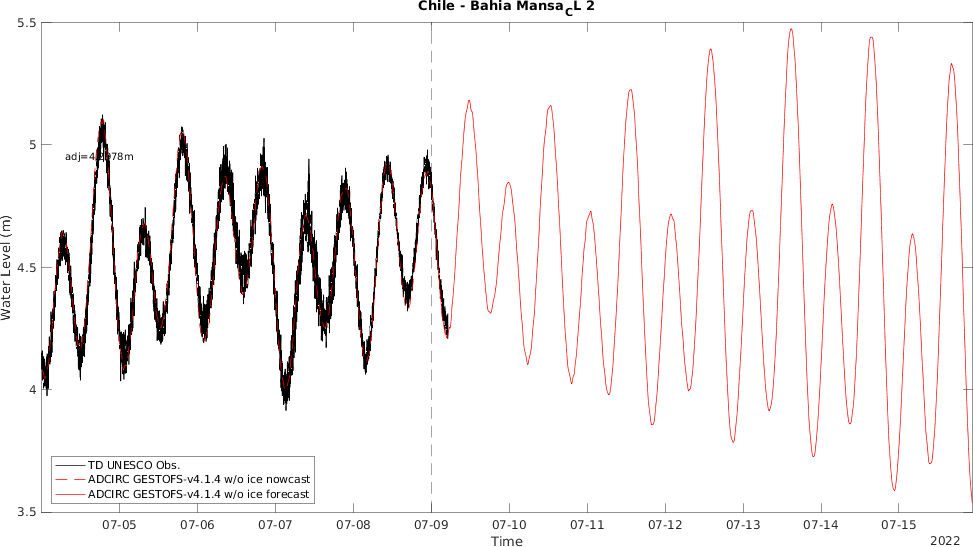 Chile - Bahia Mansa_CL 2
5.5
5
4.5
4
3.5
Water Level (m)
TD UNESCO Obs.
ADCIRC GESTOFS-v4.1.4 w/o ice nowcast
ADCIRC GESTOFS-v4.1.4 w/o ice forecast
07-05 07-06 07-07 07-08 07-09 07-10 07-11 07-12 07-13 07-14 07-15
Time
2022